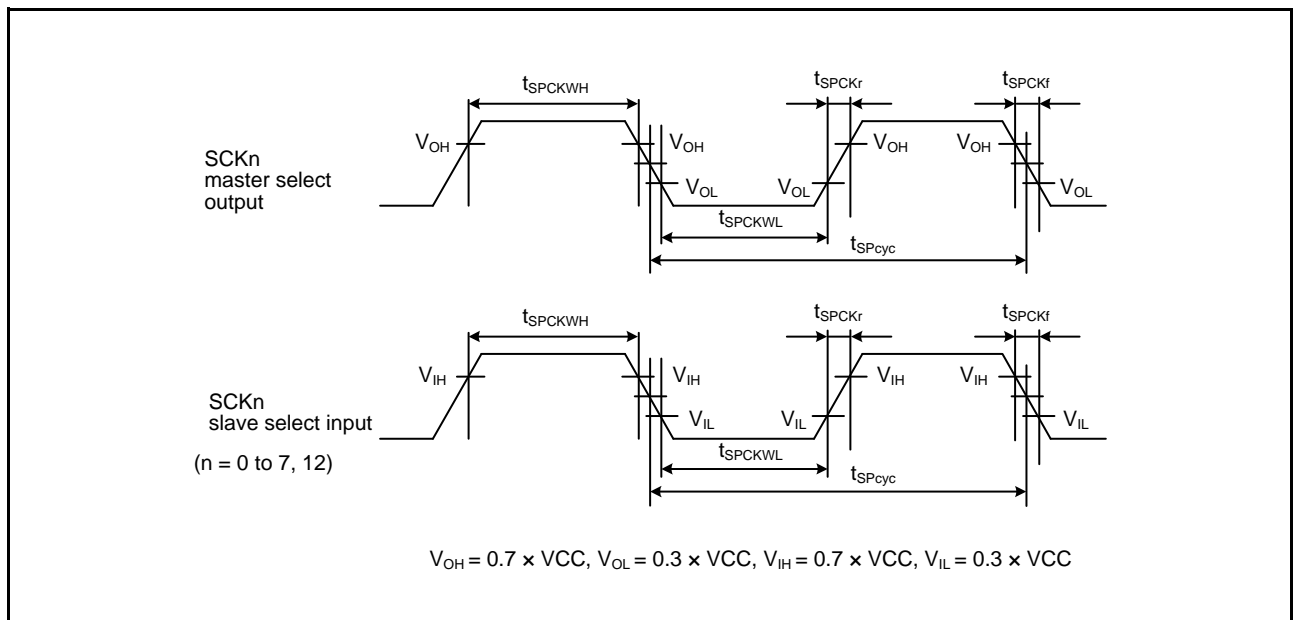 tSPCKWH
tSPCKr
tSPCKf
VOH
VOH
VOH
VOH
SCKn
master select
output
VOL
VOL
VOL
tSPCKWL
tSPcyc
tSPCKWH
tSPCKr
tSPCKf
VIH
VIH
VIH
VIH
SCKn
slave select input
VIL
VIL
VIL
(n = 0 to 7, 12)
tSPCKWL
tSPcyc
VOH = 0.7 × VCC, VOL = 0.3 × VCC, VIH = 0.7 × VCC, VIL = 0.3 × VCC